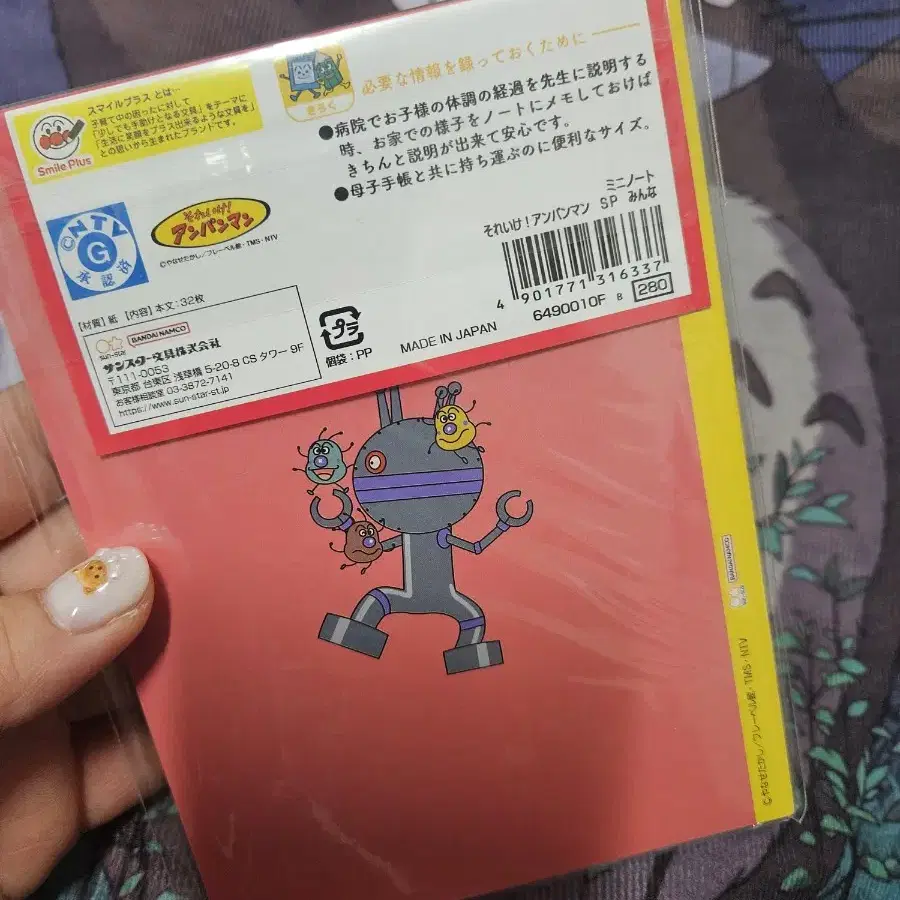 スマイルプラス とは…
子育て中の困ったに対して
「少しでも手助けとなる文具」をテーマに
「生活に笑顔をプラス出来るような文具を」
との思いから生まれたブランドです。
Smile Plus
きろく
必要な情報を録っておくために
●病院でお子様の体調の経過を先生に説明する
時、お家での様子をノートにメモしておけば
きちんと説明が出来て安心です。
●母子手帳と共に持ち運ぶのに便利なサイズ。
CNTV
G
承認済
それいけ!
アンパンマン
©やなせたかし/フレーベル館・TMS・NTV
ミニノート
それいけ!アンパンマン SP みんな
4 901771 316337
6490010F B 280
【材質】紙 【内容】本文:32枚
sun-star
BANDAI NAMCO
サンスター文具株式会社
〒111-0053
東京都 台東区 浅草橋 5-20-8 CS タワー 9F
お客様相談室 03-3872-7141
https://www.sun-star-st.jp
プラ
個袋:PP
MADE IN JAPAN
©やなせたかし/フレーベル館・TMS・NTV